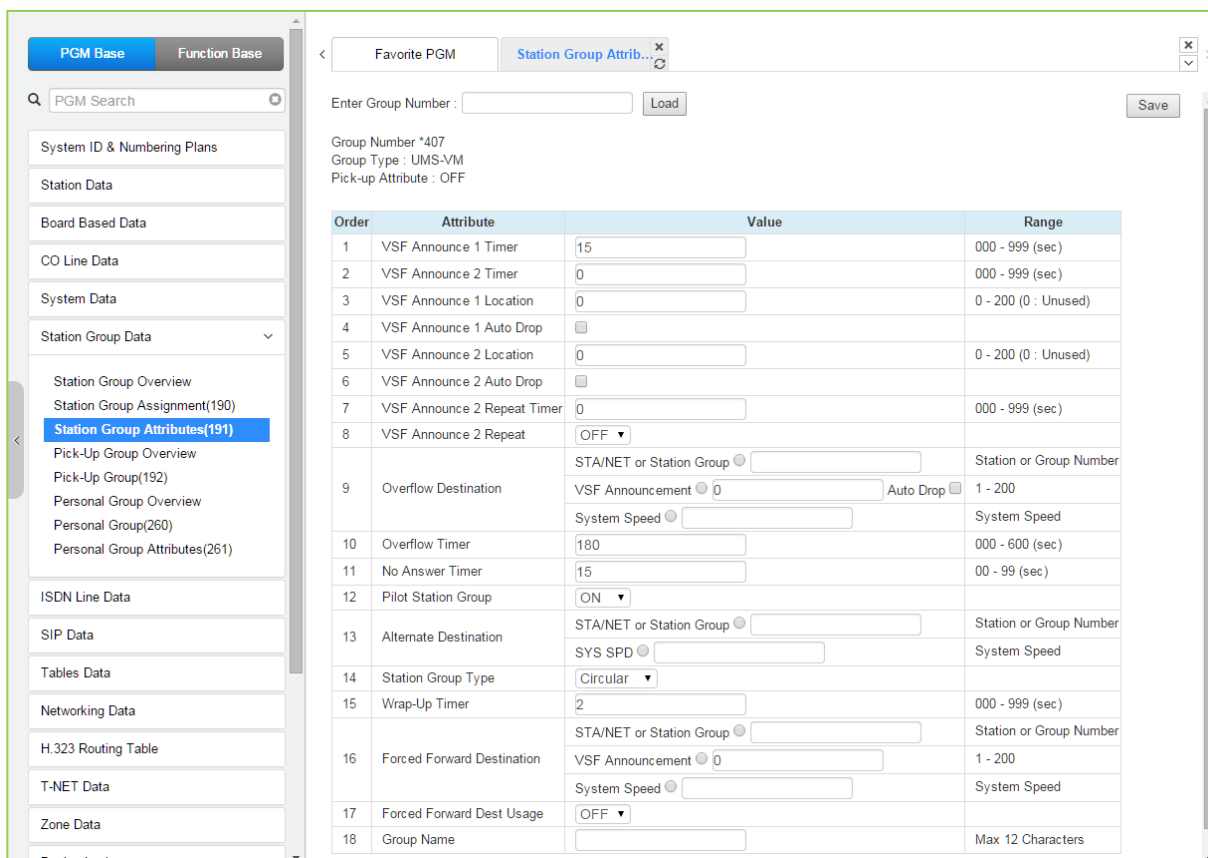 PGM Base Function Base
PGM Search
System ID & Numbering Plans
Station Data
Board Based Data
CO Line Data
System Data
Station Group Data
Station Group Overview
Station Group Assignment(190)
Station Group Attributes(191)
Pick-Up Group Overview
Pick-Up Group(192)
Personal Group Overview
Personal Group(260)
Personal Group Attributes(261)
ISDN Line Data
SIP Data
Tables Data
Networking Data
H.323 Routing Table
T-NET Data
Zone Data
Favorite PGM Station Group Attrib...
Enter Group Number : Load Save
Group Number *407
Group Type : UMS-VM
Pick-up Attribute : OFF
Order Attribute Value Range
1 VSF Announce 1 Timer 15 000 - 999 (sec)
2 VSF Announce 2 Timer 0 000 - 999 (sec)
3 VSF Announce 1 Location 0 0 - 200 (0 : Unused)
4 VSF Announce 1 Auto Drop
5 VSF Announce 2 Location 0 0 - 200 (0 : Unused)
6 VSF Announce 2 Auto Drop
7 VSF Announce 2 Repeat Timer 0 000 - 999 (sec)
8 VSF Announce 2 Repeat OFF
9 Overflow Destination STA/NET or Station Group Station or Group Number
VSF Announcement 0 Auto Drop 1 - 200
System Speed System Speed
10 Overflow Timer 180 000 - 600 (sec)
11 No Answer Timer 15 00 - 99 (sec)
12 Pilot Station Group ON
13 Alternate Destination STA/NET or Station Group Station or Group Number
SYS SPD System Speed
14 Station Group Type Circular
15 Wrap-Up Timer 2 000 - 999 (sec)
16 Forced Forward Destination STA/NET or Station Group Station or Group Number
VSF Announcement 0 1 - 200
System Speed System Speed
17 Forced Forward Dest Usage OFF
18 Group Name Max 12 Characters